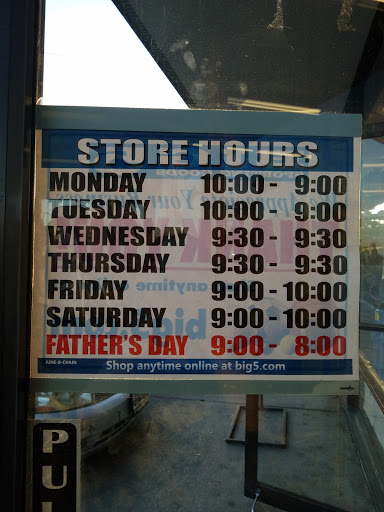 STORE HOURS
MONDAY 10:00 - 9:00
TUESDAY 10:00 - 9:00
WEDNESDAY 9:30 - 9:30
THURSDAY 9:30 - 9:30
FRIDAY 9:00 - 10:00
SATURDAY 9:00 - 10:00
FATHER'S DAY 9:00 - 8:00
JUNE-B-CHAIN
Shop anytime online at big5.com
PU